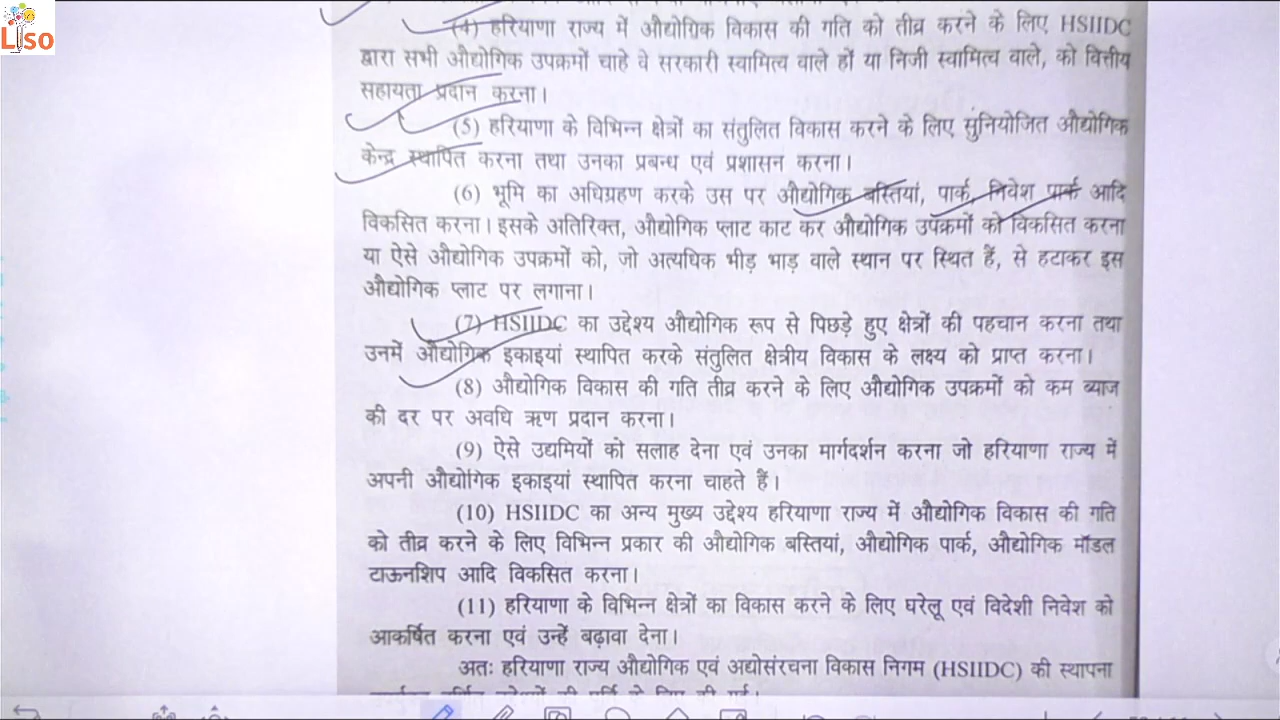 Liso
(4) हरियाणा राज्य में औद्योगिक विकास की गति को तीव्र करने के लिए HSIIDC
द्वारा सभी औद्योगिक उपक्रमों चाहे वे सरकारी स्वामित्व वाले हों या निजी स्वामित्व वाले, को वित्तीय
सहायता प्रदान करना।
(5) हरियाणा के विभिन्न क्षेत्रों का संतुलित विकास करने के लिए सुनियोजित औद्योगिक
केन्द्र स्थापित करना तथा उनका प्रबन्ध एवं प्रशासन करना।
(6) भूमि का अधिग्रहण करके उस पर औद्योगिक बस्तियां, पार्क, निवेश पार्क आदि
विकसित करना। इसके अतिरिक्त, औद्योगिक प्लाट काट कर औद्योगिक उपक्रमों को विकसित करना
या ऐसे औद्योगिक उपक्रमों को, जो अत्यधिक भीड़ भाड़ वाले स्थान पर स्थित हैं, से हटाकर इस
औद्योगिक प्लाट पर लगाना।
(7) HSIIDC का उद्देश्य औद्योगिक रूप से पिछड़े हुए क्षेत्रों की पहचान करना तथा
उनमें औद्योगिक इकाइयां स्थापित करके संतुलित क्षेत्रीय विकास के लक्ष्य को प्राप्त करना।
(8) औद्योगिक विकास की गति तीव्र करने के लिए औद्योगिक उपक्रमों को कम ब्याज
की दर पर अवधि ऋण प्रदान करना।
(9) ऐसे उद्यमियों को सलाह देना एवं उनका मार्गदर्शन करना जो हरियाणा राज्य में
अपनी औद्योगिक इकाइयां स्थापित करना चाहते हैं।
(10) HSIIDC का अन्य मुख्य उद्देश्य हरियाणा राज्य में औद्योगिक विकास की गति
को तीव्र करने के लिए विभिन्न प्रकार की औद्योगिक बस्तियां, औद्योगिक पार्क, औद्योगिक मॉडल
टाऊनशिप आदि विकसित करना।
(11) हरियाणा के विभिन्न क्षेत्रों का विकास करने के लिए घरेलू एवं विदेशी निवेश को
आकर्षित करना एवं उन्हें बढ़ावा देना।
अतः हरियाणा राज्य औद्योगिक एवं अद्योसंरचना विकास निगम (HSIIDC) की स्थापना